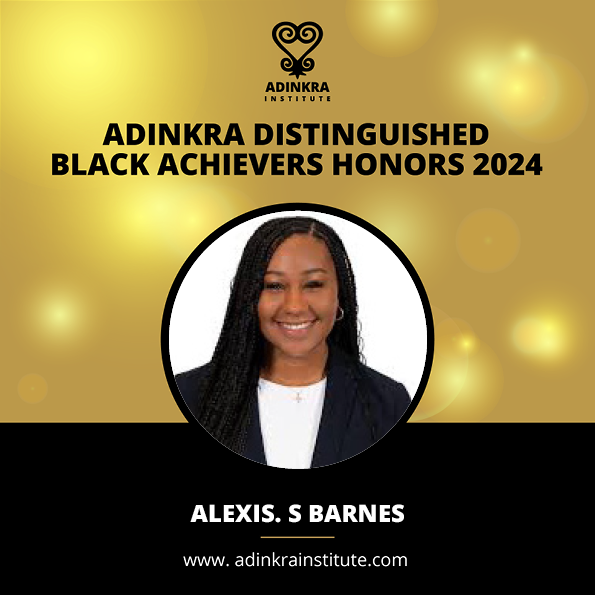 ADINKRA
INSTITUTE
ADINKRA DISTINGUISHED
BLACK ACHIEVERS HONORS 2024
ALEXIS. S BARNES
www. adinkrainstitute.com